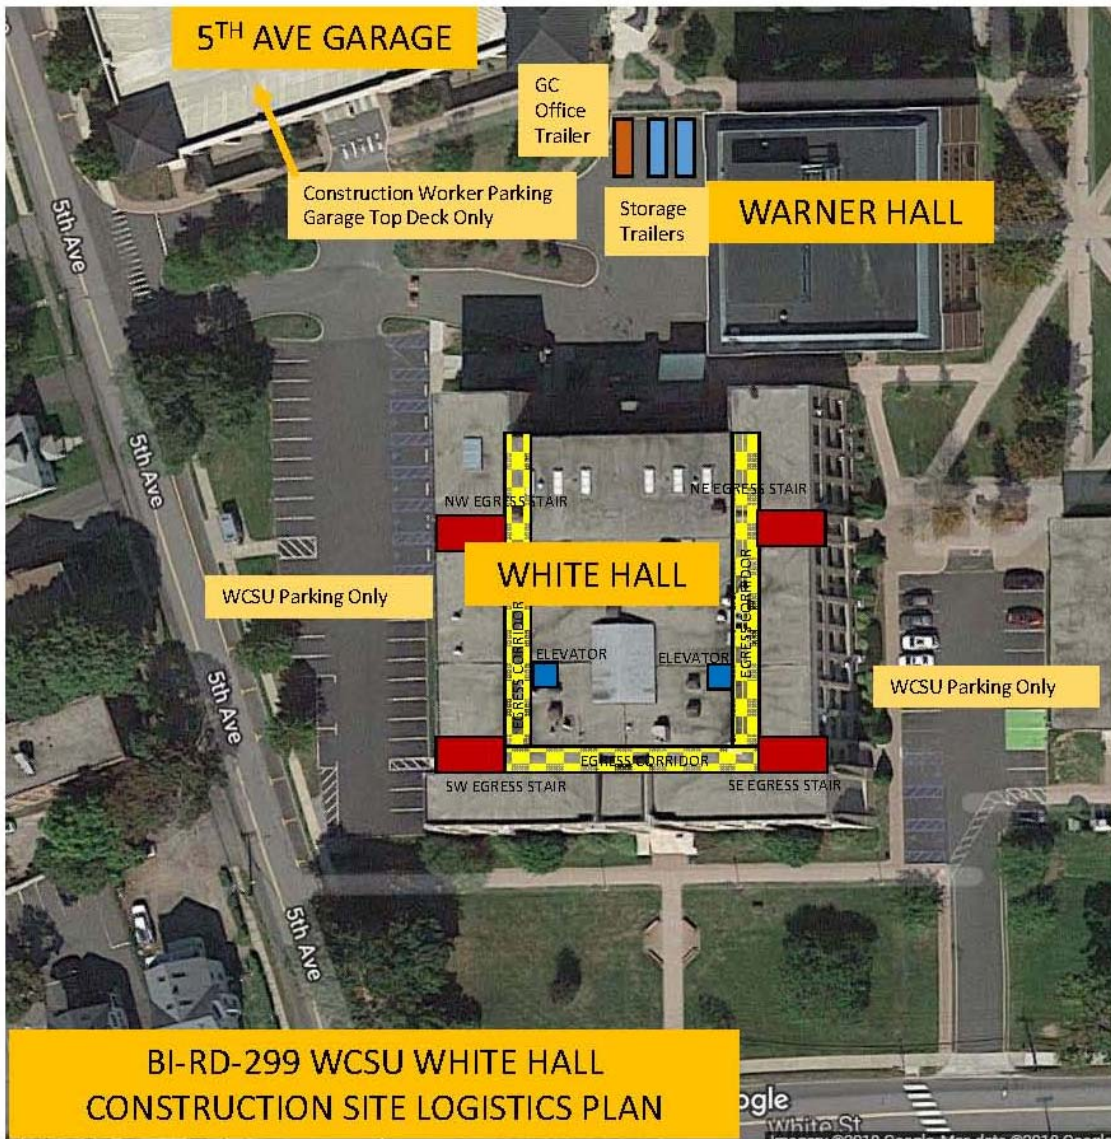 5TH AVE GARAGE
GC
Office
Trailer
Construction Worker Parking
Garage Top Deck Only
Storage
Trailers
WARNER HALL
5th Ave
5th Ave
NW EGRESS STAIR
NE EGRESS STAIR
WHITE HALL
WCSU Parking Only
EGRESS CORRIDOR
EGRESS CORRIDOR
ELEVATOR
ELEVATOR
WCSU Parking Only
5th Ave
EGRESS CORRIDOR
SW EGRESS STAIR
SE EGRESS STAIR
5th Ave
BI-RD-299 WCSU WHITE HALL
CONSTRUCTION SITE LOGISTICS PLAN
ogle
White St